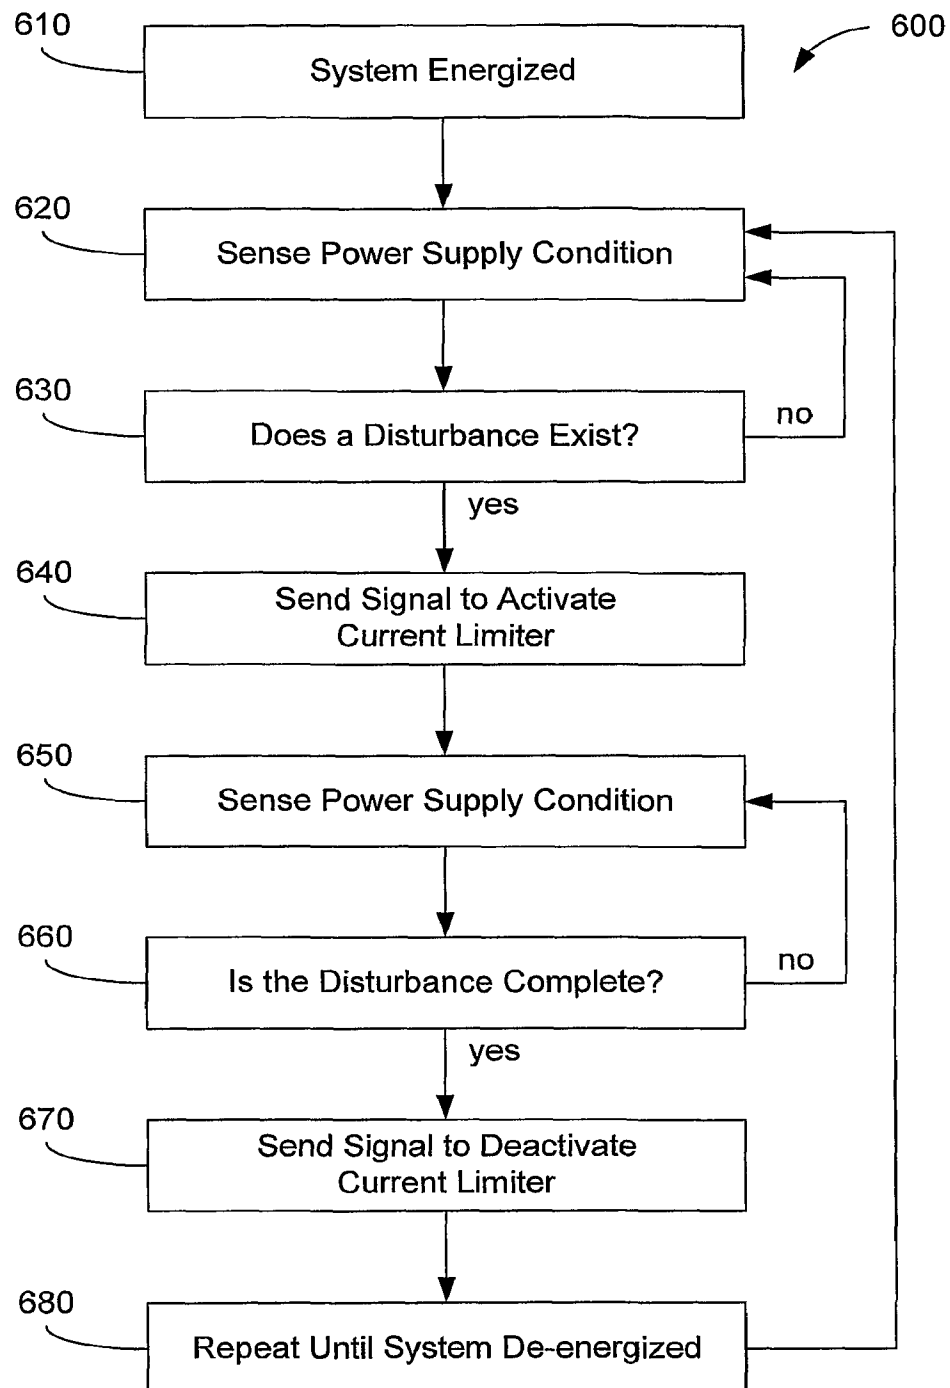 610
600
System Energized
620
Sense Power Supply Condition
630
Does a Disturbance Exist?
no
yes
640
Send Signal to Activate
Current Limiter
650
Sense Power Supply Condition
660
Is the Disturbance Complete?
no
yes
670
Send Signal to Deactivate
Current Limiter
680
Repeat Until System De-energized